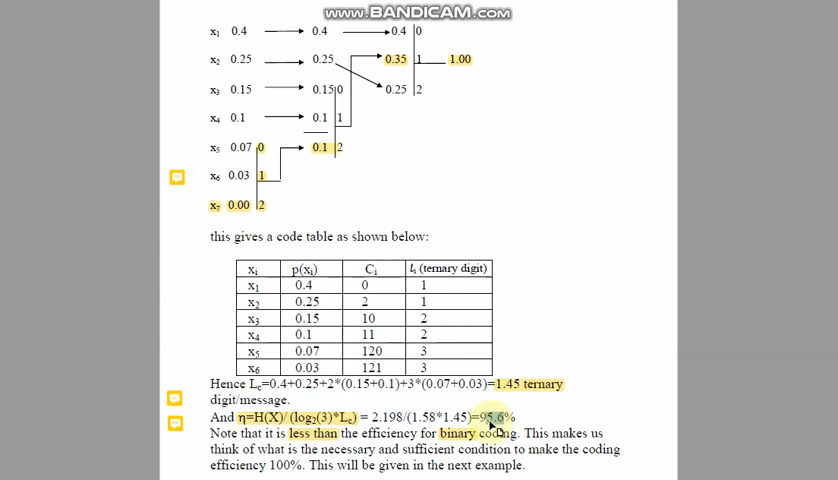 www.BANDICAM.com
x1 0.4 0.4 0.4 0
x2 0.25 0.25 0.35 1 1.00
x3 0.15 0.15 0 0.25 2
x4 0.1 0.1 1
x5 0.07 0 0.1 2
x6 0.03 1
x7 0.00 2
this gives a code table as shown below:
xi p(xi) Ci li (ternary digit)
x1 0.4 0 1
x2 0.25 2 1
x3 0.15 10 2
x4 0.1 11 2
x5 0.07 120 3
x6 0.03 121 3
Hence Lc=0.4+0.25+2*(0.15+0.1)+3*(0.07+0.03)=1.45 ternary
digit/message.
And η=H(X)/(log2(3)*Lc) = 2.198/(1.58*1.45)=95.6%
Note that it is less than the efficiency for binary coding. This makes us
think of what is the necessary and sufficient condition to make the coding
efficiency 100%. This will be given in the next example.